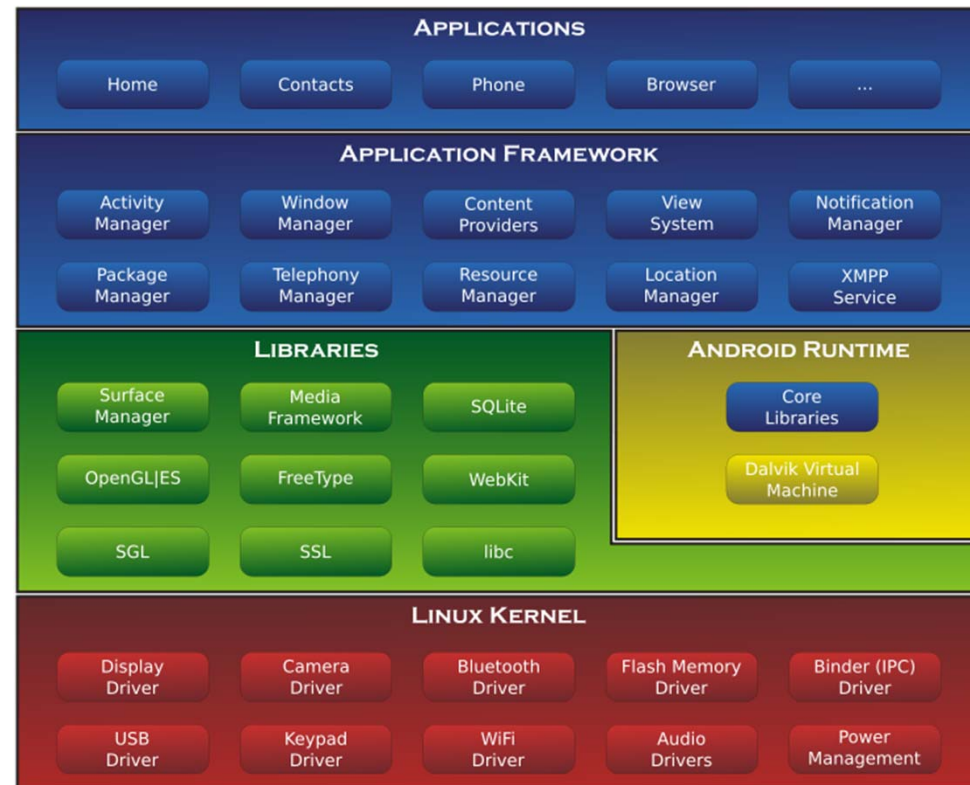 APPLICATIONS
Home
Contacts
Phone
Browser
...
APPLICATION FRAMEWORK
Activity
Manager
Window
Manager
Content
Providers
View
System
Notification
Manager
Package
Manager
Telephony
Manager
Resource
Manager
Location
Manager
XMPP
Service
LIBRARIES
Surface
Manager
Media
Framework
SQLite
OpenGL|ES
FreeType
WebKit
SGL
SSL
libc
ANDROID RUNTIME
Core
Libraries
Dalvik Virtual
Machine
LINUX KERNEL
Display
Driver
Camera
Driver
Bluetooth
Driver
Flash Memory
Driver
Binder (IPC)
Driver
USB
Driver
Keypad
Driver
WiFi
Driver
Audio
Drivers
Power
Management